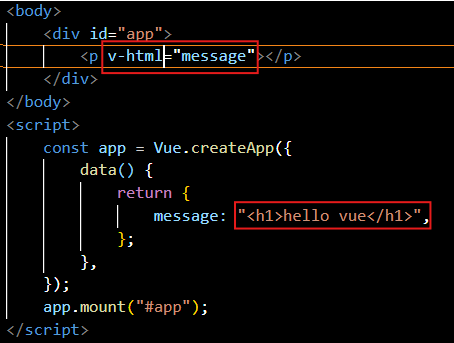 <body>
<div id="app">
<p v-html="message"></p>
</div>
</body>
<script>
const app = Vue.createApp({
data() {
return {
message: "<h1>hello vue</h1>",
};
},
});
app.mount("#app");
</script>